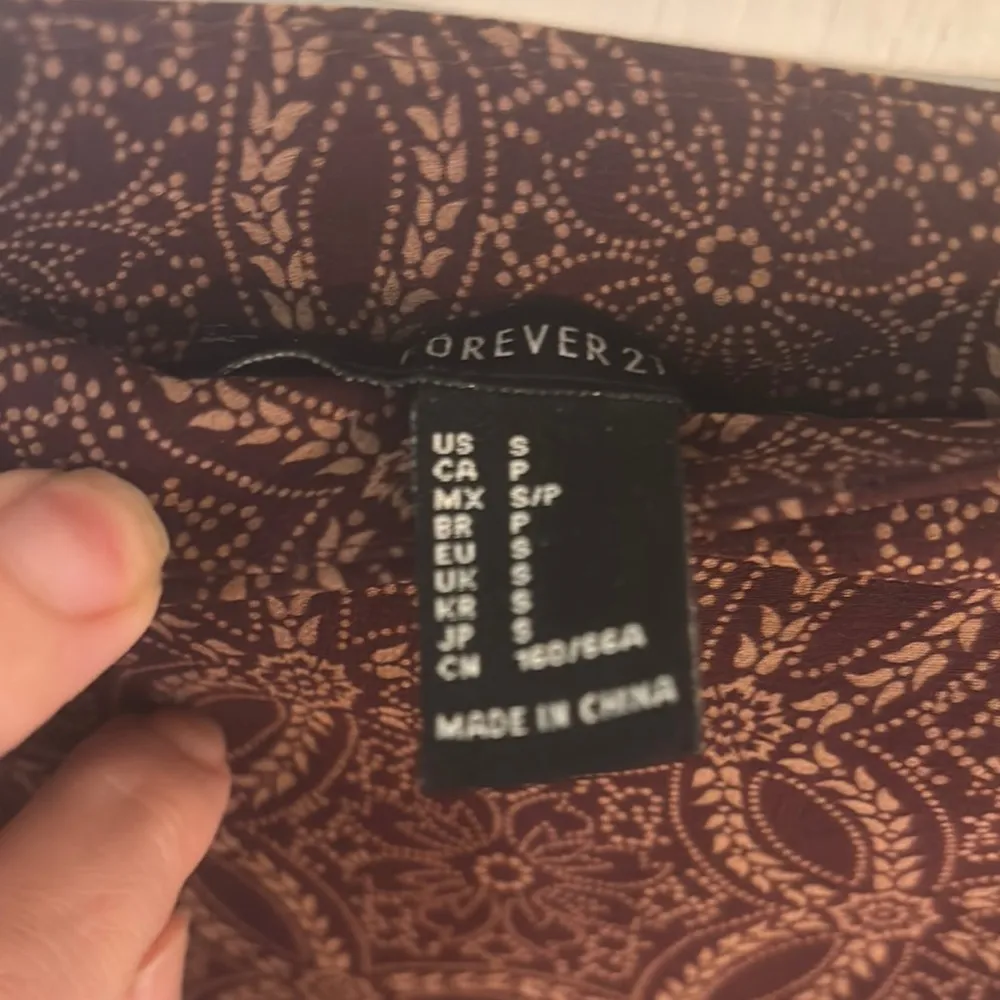 FOREVER 21
US S
CA P
MX S/P
BR P
EU S
UK S
KR S
JP S
CN 160/66A
MADE IN CHINA